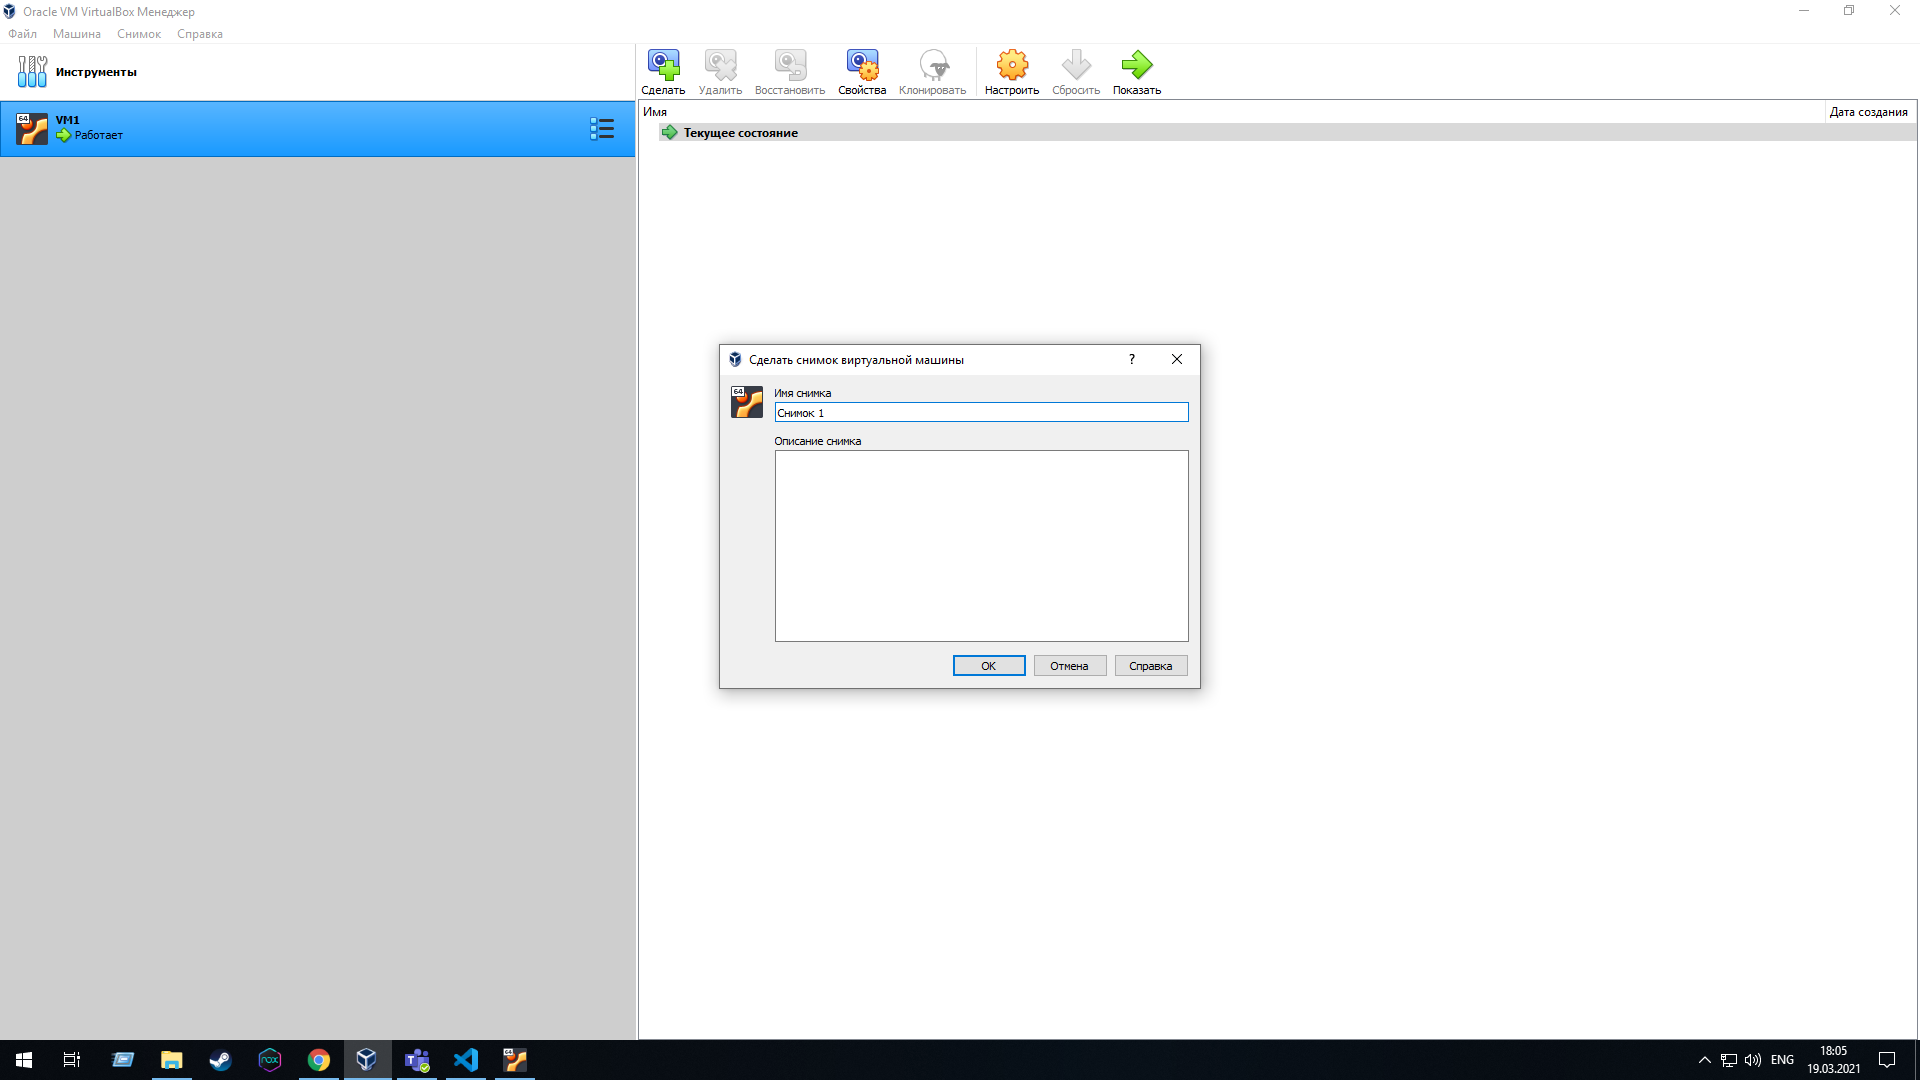 Oracle VM VirtualBox Менеджер
Файл Машина Снимок Справка
Инструменты
Сделать Удалить Восстановить Свойства Клонировать Настроить Сбросить Показать
64
VM1
Работает
Имя Дата создания
Текущее состояние
Сделать снимок виртуальной машины ?
64
Имя снимка
Снимок 1
Описание снимка
OK Отмена Справка
nox
T
64
ENG
18:05
19.03.2021